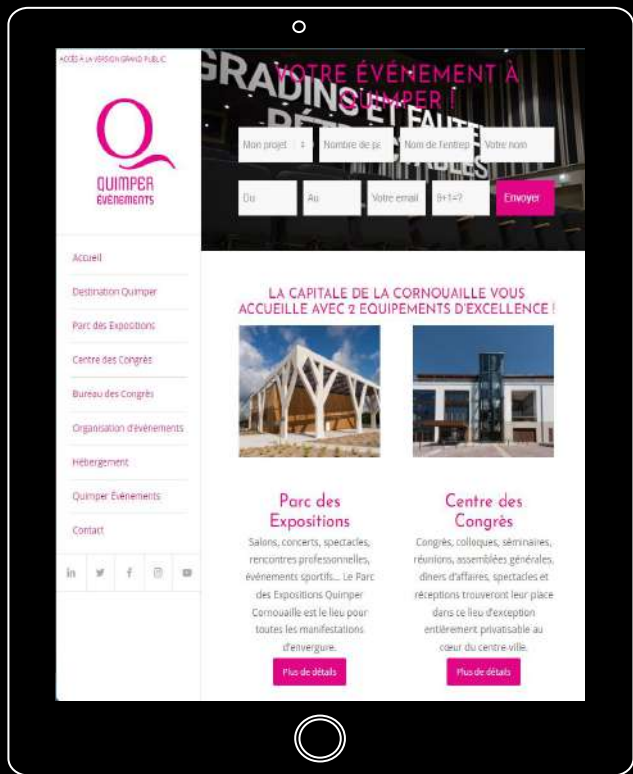 ACCÈS A LA VERSION GRAND PUBLIC
QUIMPER
ÉVÉNEMENTS
Accueil
Destination Quimper
Parc des Expositions
Centre des Congrès
Bureau des Congrès
Organisation d'évènements
Hébergement
Quimper Évènements
Contact
GRADINS ET FAUTE
VOTRE ÉVÉNEMENT À
QUIMPER !
Mon projet Nombre de pa Nom de l'entrep Votre nom
Du Au Votre email 9+1=? Envoyer
LA CAPITALE DE LA CORNOUAILLE VOUS
ACCUEILLE AVEC 2 EQUIPEMENTS D'EXCELLENCE !
Parc des
Expositions
Salons, concerts, spectacles,
rencontres professionnelles,
événements sportifs... Le Parc
des Expositions Quimper
Cornouaille est le lieu pour
toutes les manifestations
d'envergure.
Plus de détails
Centre des
Congrès
Congrès, colloques, séminaires,
réunions, assemblées générales,
dîners d'affaires, spectacles et
réceptions trouveront leur place
dans ce lieu d'exception
entièrement privatisable au
cœur du centre-ville.
Plus de détails